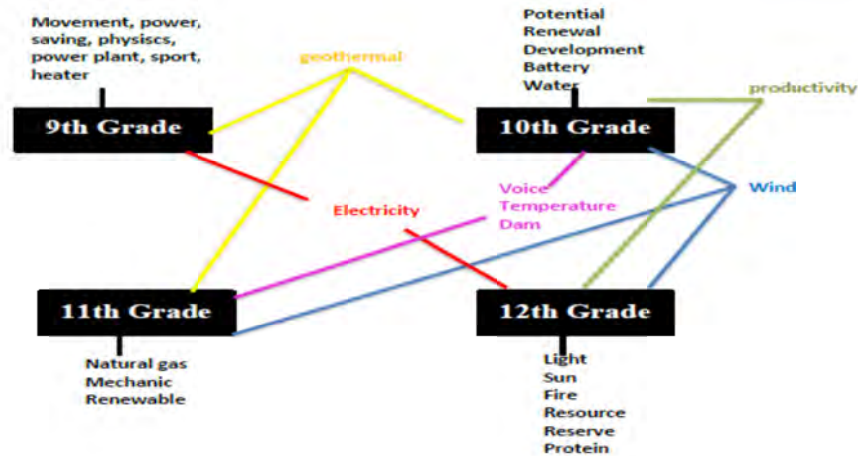 Movement, power,
saving, physiscs,
power plant, sport,
heater
geothermal
Potential
Renewal
Development
Battery
Water
productivity
9th Grade
10th Grade
Electricity
Voice
Temperature
Dam
Wind
11th Grade
12th Grade
Natural gas
Mechanic
Renewable
Light
Sun
Fire
Resource
Reserve
Protein